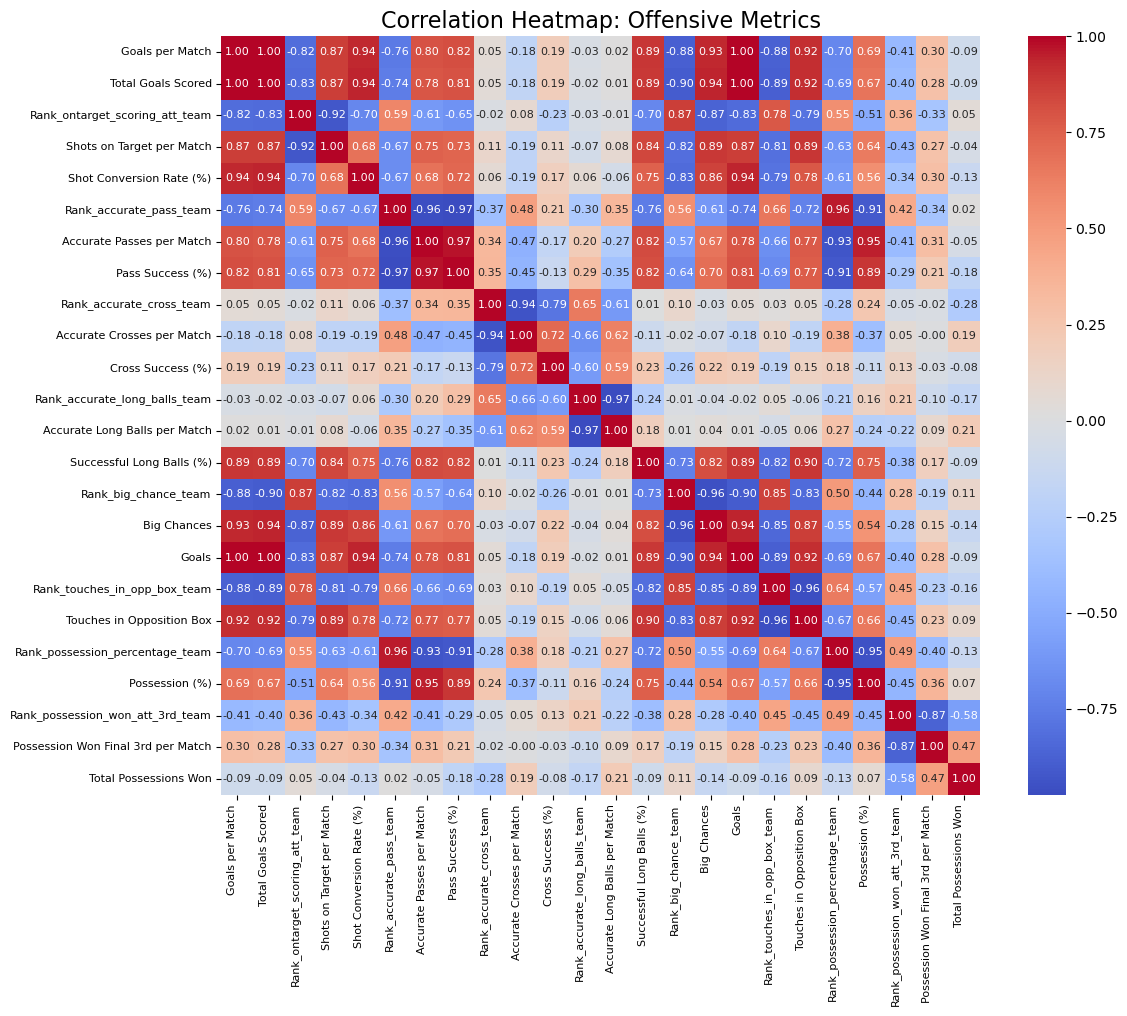 Correlation Heatmap: Offensive Metrics
Goals per Match 1.00 1.00 -0.82 0.87 0.94 -0.76 0.80 0.82 0.05 -0.18 0.19 -0.03 0.02 0.89 -0.88 0.93 1.00 -0.88 0.92 -0.70 0.69 -0.41 0.30 -0.09
Total Goals Scored 1.00 1.00 -0.83 0.87 0.94 -0.74 0.78 0.81 0.05 -0.18 0.19 -0.02 0.01 0.89 -0.90 0.94 1.00 -0.89 0.92 -0.69 0.67 -0.40 0.28 -0.09
Rank_ontarget_scoring_att_team -0.82 -0.83 1.00 -0.92 -0.70 0.59 -0.61 -0.65 -0.02 0.08 -0.23 -0.03 -0.01 -0.70 0.87 -0.87 -0.83 0.78 -0.79 0.55 -0.51 0.36 -0.33 0.05
Shots on Target per Match 0.87 0.87 -0.92 1.00 0.68 -0.67 0.75 0.73 0.11 -0.19 0.11 -0.07 0.08 0.84 -0.82 0.89 0.87 -0.81 0.89 -0.63 0.64 -0.43 0.27 -0.04
Shot Conversion Rate (%) 0.94 0.94 -0.70 0.68 1.00 -0.67 0.68 0.72 0.06 -0.19 0.17 0.06 -0.06 0.75 -0.83 0.86 0.94 -0.79 0.78 -0.61 0.56 -0.34 0.30 -0.13
Rank_accurate_pass_team -0.76 -0.74 0.59 -0.67 -0.67 1.00 -0.96 -0.97 -0.37 0.48 0.21 -0.30 0.35 -0.76 0.56 -0.61 -0.74 0.66 -0.72 0.96 -0.91 0.42 -0.34 0.02
Accurate Passes per Match 0.80 0.78 -0.61 0.75 0.68 -0.96 1.00 0.97 0.34 -0.47 -0.17 0.20 -0.27 0.82 -0.57 0.67 0.78 -0.66 0.77 -0.93 0.95 -0.41 0.31 -0.05
Pass Success (%) 0.82 0.81 -0.65 0.73 0.72 -0.97 0.97 1.00 0.35 -0.45 -0.13 0.29 -0.35 0.82 -0.64 0.70 0.81 -0.69 0.77 -0.91 0.89 -0.29 0.21 -0.18
Rank_accurate_cross_team 0.05 0.05 -0.02 0.11 0.06 -0.37 0.34 0.35 1.00 -0.94 -0.79 0.65 -0.61 0.01 0.10 -0.03 0.05 0.03 0.05 -0.28 0.24 -0.05 -0.02 -0.28
Accurate Crosses per Match -0.18 -0.18 0.08 -0.19 -0.19 0.48 -0.47 -0.45 -0.94 1.00 0.72 -0.66 0.62 -0.11 -0.02 -0.07 -0.18 0.10 -0.19 0.38 -0.37 0.05 -0.00 0.19
Cross Success (%) 0.19 0.19 -0.23 0.11 0.17 0.21 -0.17 -0.13 -0.79 0.72 1.00 -0.60 0.59 0.23 -0.26 0.22 0.19 -0.19 0.15 0.18 -0.11 0.13 -0.03 -0.08
Rank_accurate_long_balls_team -0.03 -0.02 -0.03 -0.07 0.06 -0.30 0.20 0.29 0.65 -0.66 -0.60 1.00 -0.97 -0.24 -0.01 -0.04 -0.02 0.05 -0.06 -0.21 0.16 0.21 -0.10 -0.17
Accurate Long Balls per Match 0.02 0.01 -0.01 0.08 -0.06 0.35 -0.27 -0.35 -0.61 0.62 0.59 -0.97 1.00 0.18 0.01 0.04 0.01 -0.05 0.06 0.27 -0.24 -0.22 0.09 0.21
Successful Long Balls (%) 0.89 0.89 -0.70 0.84 0.75 -0.76 0.82 0.82 0.01 -0.11 0.23 -0.24 0.18 1.00 -0.73 0.82 0.89 -0.82 0.90 -0.72 0.75 -0.38 0.17 -0.09
Rank_big_chance_team -0.88 -0.90 0.87 -0.82 -0.83 0.56 -0.57 -0.64 0.10 -0.02 -0.26 -0.01 0.01 -0.73 1.00 -0.96 -0.90 0.85 -0.83 0.50 -0.44 0.28 -0.19 0.11
Big Chances 0.93 0.94 -0.87 0.89 0.86 -0.61 0.67 0.70 -0.03 -0.07 0.22 -0.04 0.04 0.82 -0.96 1.00 0.94 -0.85 0.87 -0.55 0.54 -0.28 0.15 -0.14
Goals 1.00 1.00 -0.83 0.87 0.94 -0.74 0.78 0.81 0.05 -0.18 0.19 -0.02 0.01 0.89 -0.90 0.94 1.00 -0.89 0.92 -0.69 0.67 -0.40 0.28 -0.09
Rank_touches_in_opp_box_team -0.88 -0.89 0.78 -0.81 -0.79 0.66 -0.66 -0.69 0.03 0.10 -0.19 0.05 -0.05 -0.82 0.85 -0.85 -0.89 1.00 -0.96 0.64 -0.57 0.45 -0.23 -0.16
Touches in Opposition Box 0.92 0.92 -0.79 0.89 0.78 -0.72 0.77 0.77 0.05 -0.19 0.15 -0.06 0.06 0.90 -0.83 0.87 0.92 -0.96 1.00 -0.67 0.66 -0.45 0.23 0.09
Rank_possession_percentage_team -0.70 -0.69 0.55 -0.63 -0.61 0.96 -0.93 -0.91 -0.28 0.38 0.18 -0.21 0.27 -0.72 0.50 -0.55 -0.69 0.64 -0.67 1.00 -0.95 0.49 -0.40 -0.13
Possession (%) 0.69 0.67 -0.51 0.64 0.56 -0.91 0.95 0.89 0.24 -0.37 -0.11 0.16 -0.24 0.75 -0.44 0.54 0.67 -0.57 0.66 -0.95 1.00 -0.45 0.36 0.07
Rank_possession_won_att_3rd_team -0.41 -0.40 0.36 -0.43 -0.34 0.42 -0.41 -0.29 -0.05 0.05 0.13 0.21 -0.22 -0.38 0.28 -0.28 -0.40 0.45 -0.45 0.49 -0.45 1.00 -0.87 -0.58
Possession Won Final 3rd per Match 0.30 0.28 -0.33 0.27 0.30 -0.34 0.31 0.21 -0.02 -0.00 -0.03 -0.10 0.09 0.17 -0.19 0.15 0.28 -0.23 0.23 -0.40 0.36 -0.87 1.00 0.47
Total Possessions Won -0.09 -0.09 0.05 -0.04 -0.13 0.02 -0.05 -0.18 -0.28 0.19 -0.08 -0.17 0.21 -0.09 0.11 -0.14 -0.09 -0.16 0.09 -0.13 0.07 -0.58 0.47 1.00
Goals per Match
Total Goals Scored
Rank_ontarget_scoring_att_team
Shots on Target per Match
Shot Conversion Rate (%)
Rank_accurate_pass_team
Accurate Passes per Match
Pass Success (%)
Rank_accurate_cross_team
Accurate Crosses per Match
Cross Success (%)
Rank_accurate_long_balls_team
Accurate Long Balls per Match
Successful Long Balls (%)
Rank_big_chance_team
Big Chances
Goals
Rank_touches_in_opp_box_team
Touches in Opposition Box
Rank_possession_percentage_team
Possession (%)
Rank_possession_won_att_3rd_team
Possession Won Final 3rd per Match
Total Possessions Won
1.00
0.75
0.50
0.25
0.00
−0.25
−0.50
−0.75